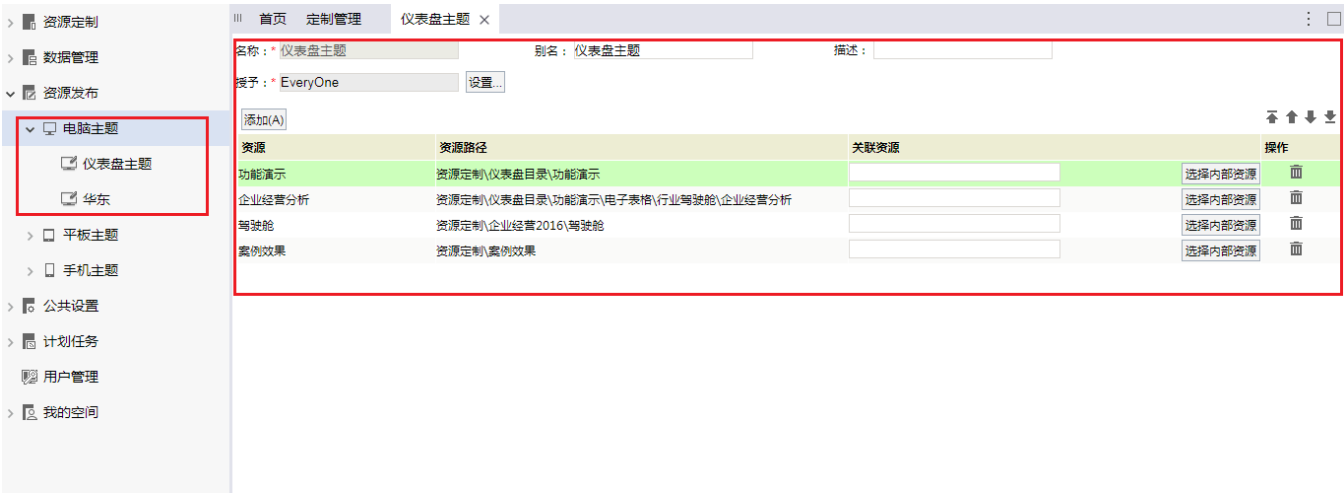 资源定制
数据管理
资源发布
电脑主题
仪表盘主题
华东
平板主题
手机主题
公共设置
计划任务
用户管理
我的空间
首页 定制管理 仪表盘主题
名称：* 仪表盘主题 别名： 仪表盘主题 描述：
授予：* EveryOne 设置...
添加(A)
资源 资源路径 关联资源 操作
功能演示 资源定制\仪表盘目录\功能演示 选择内部资源
企业经营分析 资源定制\仪表盘目录\功能演示\电子表格\行业驾驶舱\企业经营分析 选择内部资源
驾驶舱 资源定制\企业经营2016\驾驶舱 选择内部资源
案例效果 资源定制\案例效果 选择内部资源